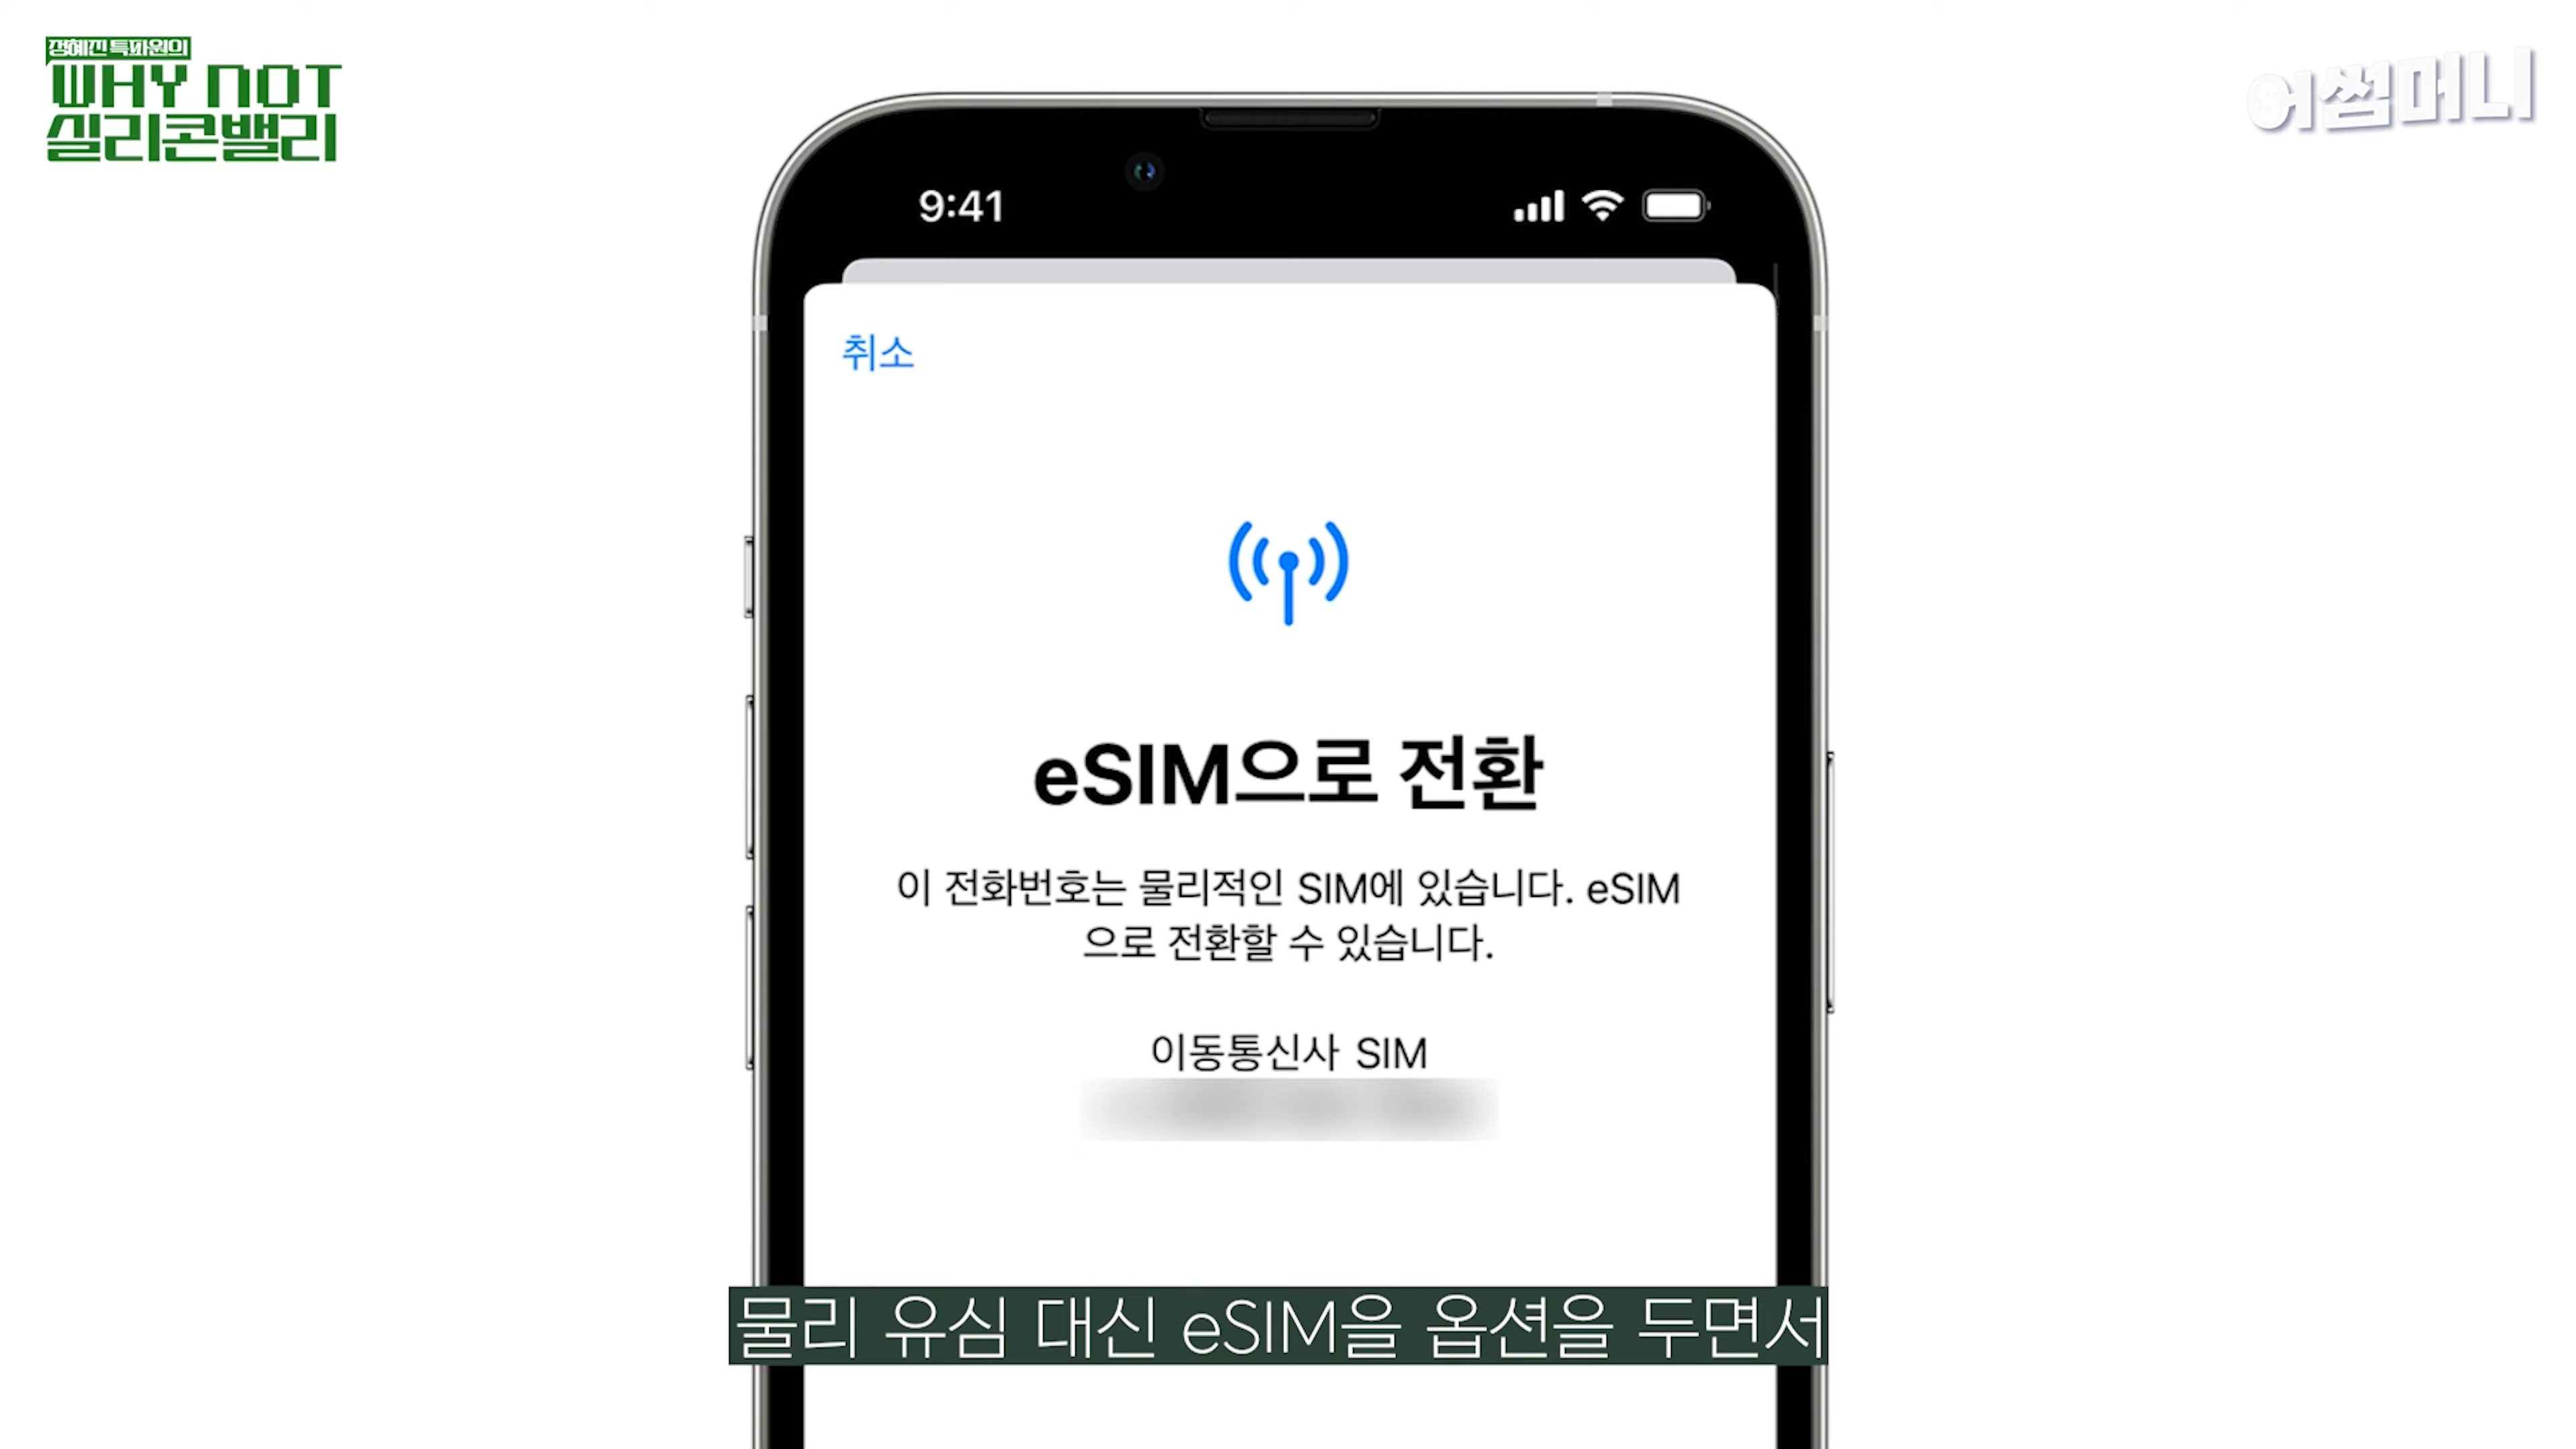 정혜진 특파원의
WHY NOT
실리콘밸리
어썸머니
9:41
취소
eSIM으로 전환
이 전화번호는 물리적인 SIM에 있습니다. eSIM
으로 전환할 수 있습니다.
이동통신사 SIM
물리 유심 대신 eSIM을 옵션을 두면서